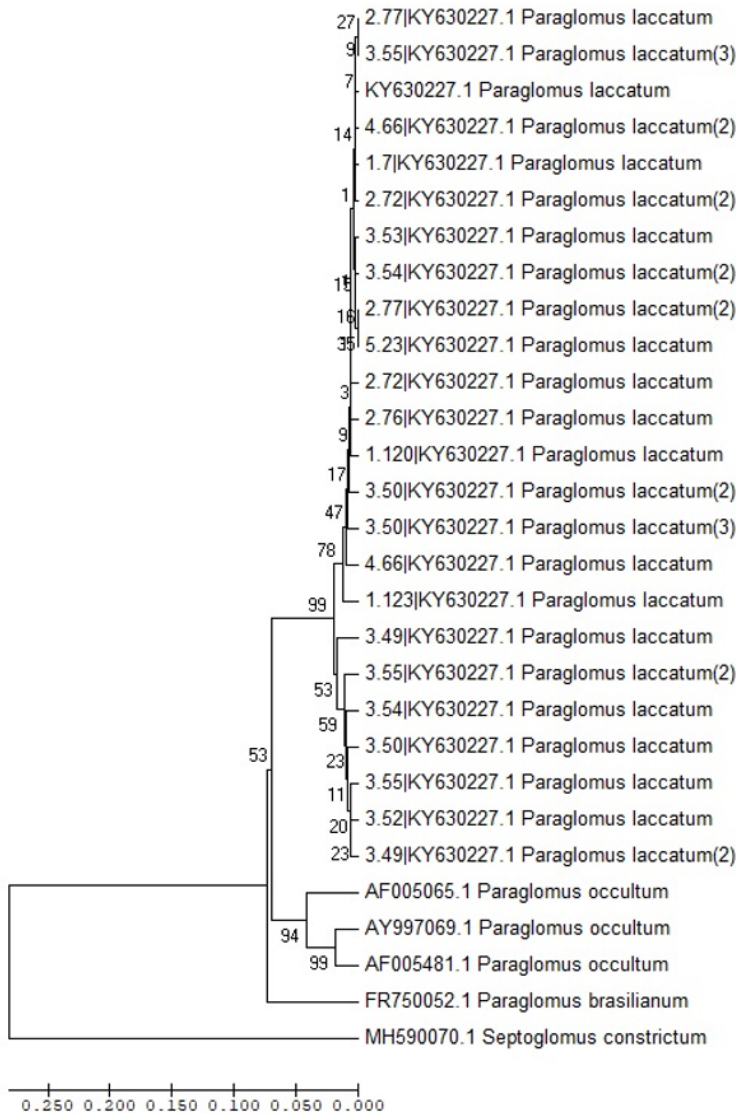 27
2.77|KY630227.1 Paraglomus laccatum
9
3.55|KY630227.1 Paraglomus laccatum(3)
7
KY630227.1 Paraglomus laccatum
14
4.66|KY630227.1 Paraglomus laccatum(2)
1.7|KY630227.1 Paraglomus laccatum
1
2.72|KY630227.1 Paraglomus laccatum(2)
3.53|KY630227.1 Paraglomus laccatum
3.54|KY630227.1 Paraglomus laccatum(2)
16
2.77|KY630227.1 Paraglomus laccatum(2)
5.23|KY630227.1 Paraglomus laccatum
2.72|KY630227.1 Paraglomus laccatum
3
2.76|KY630227.1 Paraglomus laccatum
9
1.120|KY630227.1 Paraglomus laccatum
17
3.50|KY630227.1 Paraglomus laccatum(2)
47
3.50|KY630227.1 Paraglomus laccatum(3)
78
4.66|KY630227.1 Paraglomus laccatum
99
1.123|KY630227.1 Paraglomus laccatum
3.49|KY630227.1 Paraglomus laccatum
3.55|KY630227.1 Paraglomus laccatum(2)
53
3.54|KY630227.1 Paraglomus laccatum
59
3.50|KY630227.1 Paraglomus laccatum
53
23
3.55|KY630227.1 Paraglomus laccatum
11
3.52|KY630227.1 Paraglomus laccatum
20
3.49|KY630227.1 Paraglomus laccatum(2)
23
AF005065.1 Paraglomus occultum
AY997069.1 Paraglomus occultum
94
AF005481.1 Paraglomus occultum
99
FR750052.1 Paraglomus brasilianum
MH590070.1 Septoglomus constrictum
0.250 0.200 0.150 0.100 0.050 0.000